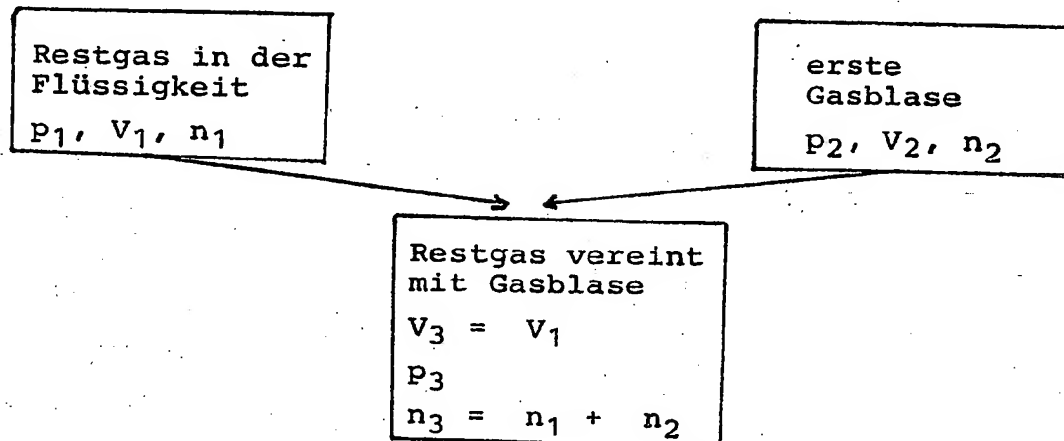 Restgas in der
Flüssigkeit
p1, V1, n1
erste
Gasblase
p2, V2, n2
Restgas vereint
mit Gasblase
V3 = V1
p3
n3 = n1 + n2